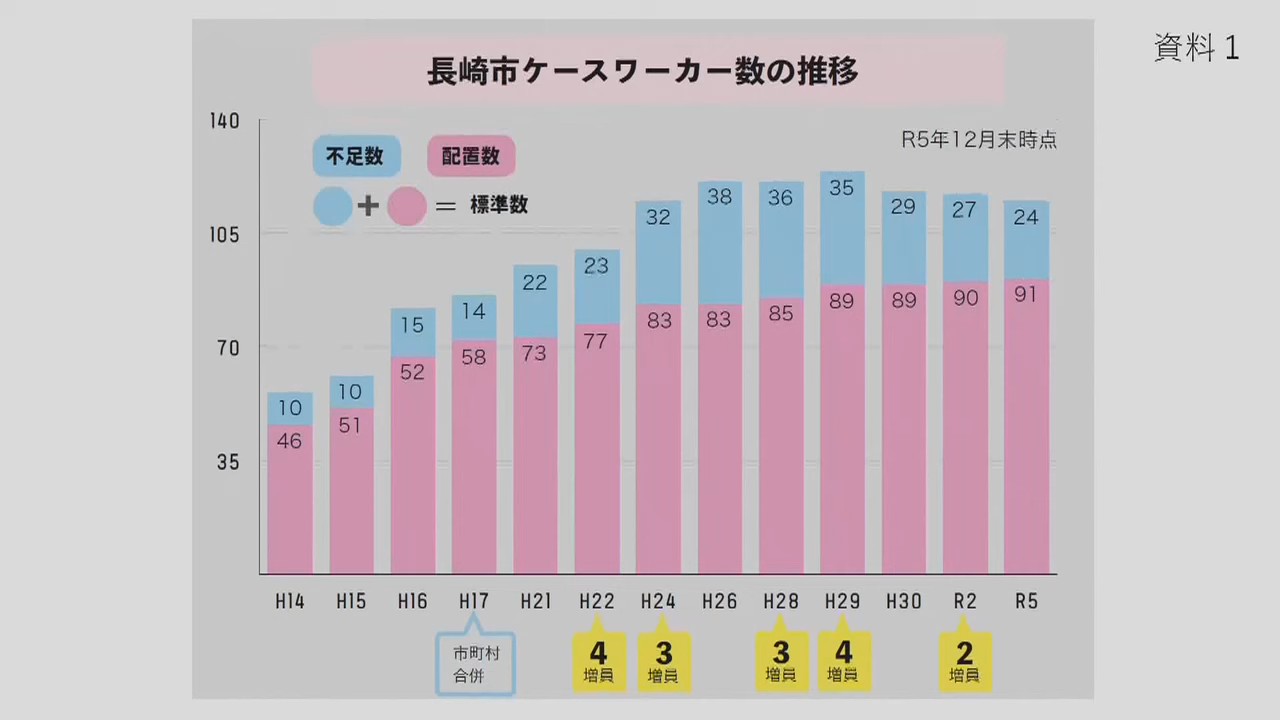 資料1
長崎市ケースワーカー数の推移
R5年12月末時点
不足数 配置数
+ = 標準数
140
105
70
35
10 10 15 14 22 23 32 38 36 35 29 27 24
46 51 52 58 73 77 83 83 85 89 89 90 91
H14 H15 H16 H17 H21 H22 H24 H26 H28 H29 H30 R2 R5
市町村
合併
4
増員
3
増員
3
増員
4
増員
2
増員